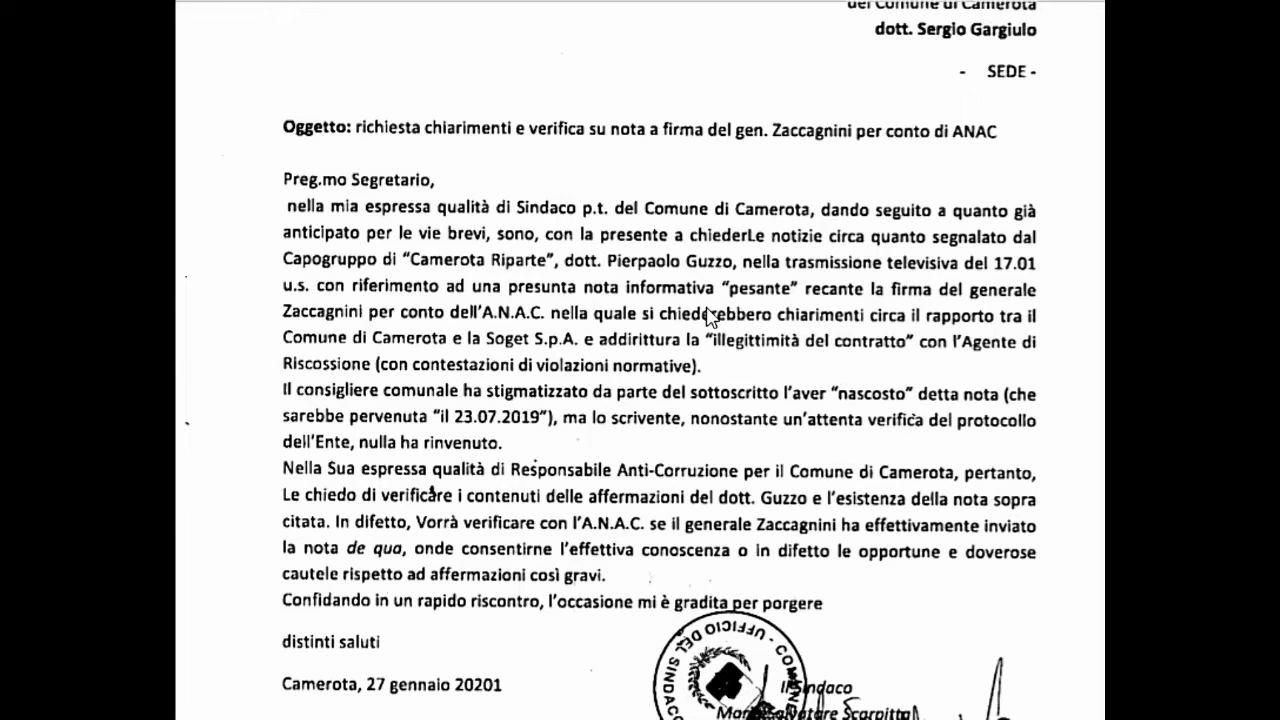 del Comune di Camerota
dott. Sergio Gargiulo
- SEDE -
Oggetto: richiesta chiarimenti e verifica su nota a firma del gen. Zaccagnini per conto di ANAC
Preg.mo Segretario,
nella mia espressa qualità di Sindaco p.t. del Comune di Camerota, dando seguito a quanto già
anticipato per le vie brevi, sono, con la presente a chiederLe notizie circa quanto segnalato dal
Capogruppo di “Camerota Riparte”, dott. Pierpaolo Guzzo, nella trasmissione televisiva del 17.01
u.s. con riferimento ad una presunta nota informativa “pesante” recante la firma del generale
Zaccagnini per conto dell’A.N.A.C. nella quale si chiederebbero chiarimenti circa il rapporto tra il
Comune di Camerota e la Soget S.p.A. e addirittura la “illegittimità del contratto” con l’Agente di
Riscossione (con contestazioni di violazioni normative).
Il consigliere comunale ha stigmatizzato da parte del sottoscritto l’aver “nascosto” detta nota (che
sarebbe pervenuta “il 23.07.2019”), ma lo scrivente, nonostante un’attenta verifica del protocollo
dell’Ente, nulla ha rinvenuto.
Nella Sua espressa qualità di Responsabile Anti-Corruzione per il Comune di Camerota, pertanto,
Le chiedo di verificare i contenuti delle affermazioni del dott. Guzzo e l’esistenza della nota sopra
citata. In difetto, Vorrà verificare con l’A.N.A.C. se il generale Zaccagnini ha effettivamente inviato
la nota de qua, onde consentirne l’effettiva conoscenza o in difetto le opportune e doverose
cautele rispetto ad affermazioni così gravi.
Confidando in un rapido riscontro, l’occasione mi è gradita per porgere
distinti saluti
Camerota, 27 gennaio 20201
UFFICIO DEL SINDACO - COMUNE
Il Sindaco
Mario Salvatore Scarpitta